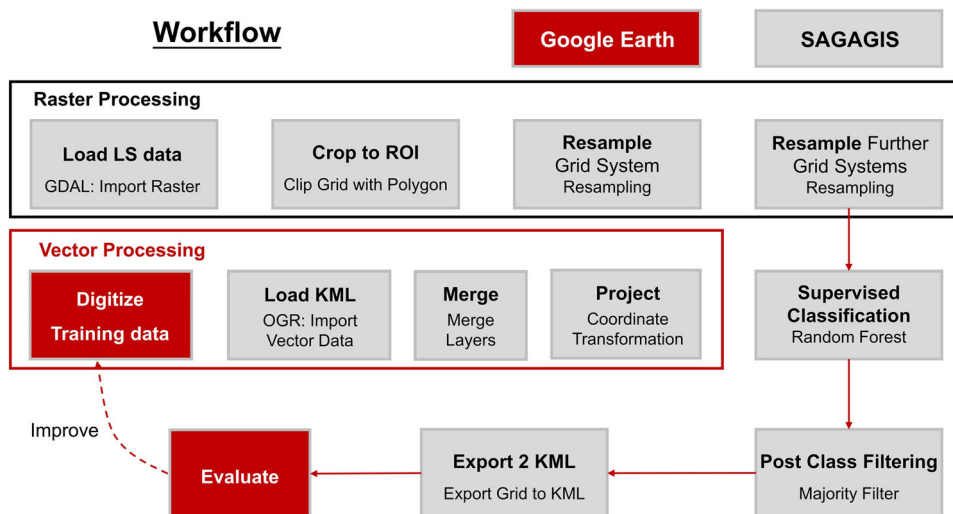 Workflow
Google Earth
SAGAGIS
Raster Processing
Load LS data
GDAL: Import Raster
Crop to ROI
Clip Grid with Polygon
Resample
Grid System
Resampling
Resample Further
Grid Systems
Resampling
Vector Processing
Digitize
Training data
Load KML
OGR: Import
Vector Data
Merge
Merge
Layers
Project
Coordinate
Transformation
Supervised
Classification
Random Forest
Improve
Evaluate
Export 2 KML
Export Grid to KML
Post Class Filtering
Majority Filter